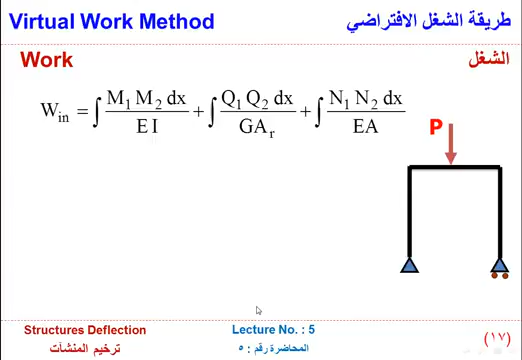 Virtual Work Method
طريقة الشغل الافتراضي
Work
الشغل
W_in = ∫ M₁ M₂ dx / E I + ∫ Q₁ Q₂ dx / GA_r + ∫ N₁ N₂ dx / EA
P
Structures Deflection
Lecture No. : 5
ترخيم المنشآت
المحاضرة رقم : ٥
(١٧)